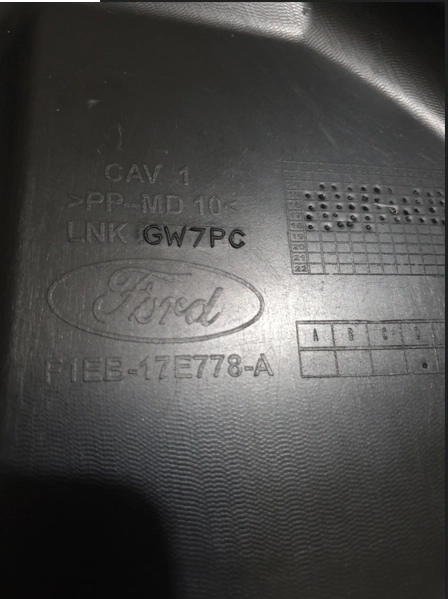 CAV 1
>PP-MD 10<
LNK GW7PC
Ford
F1EB-17E778-A
A B C D